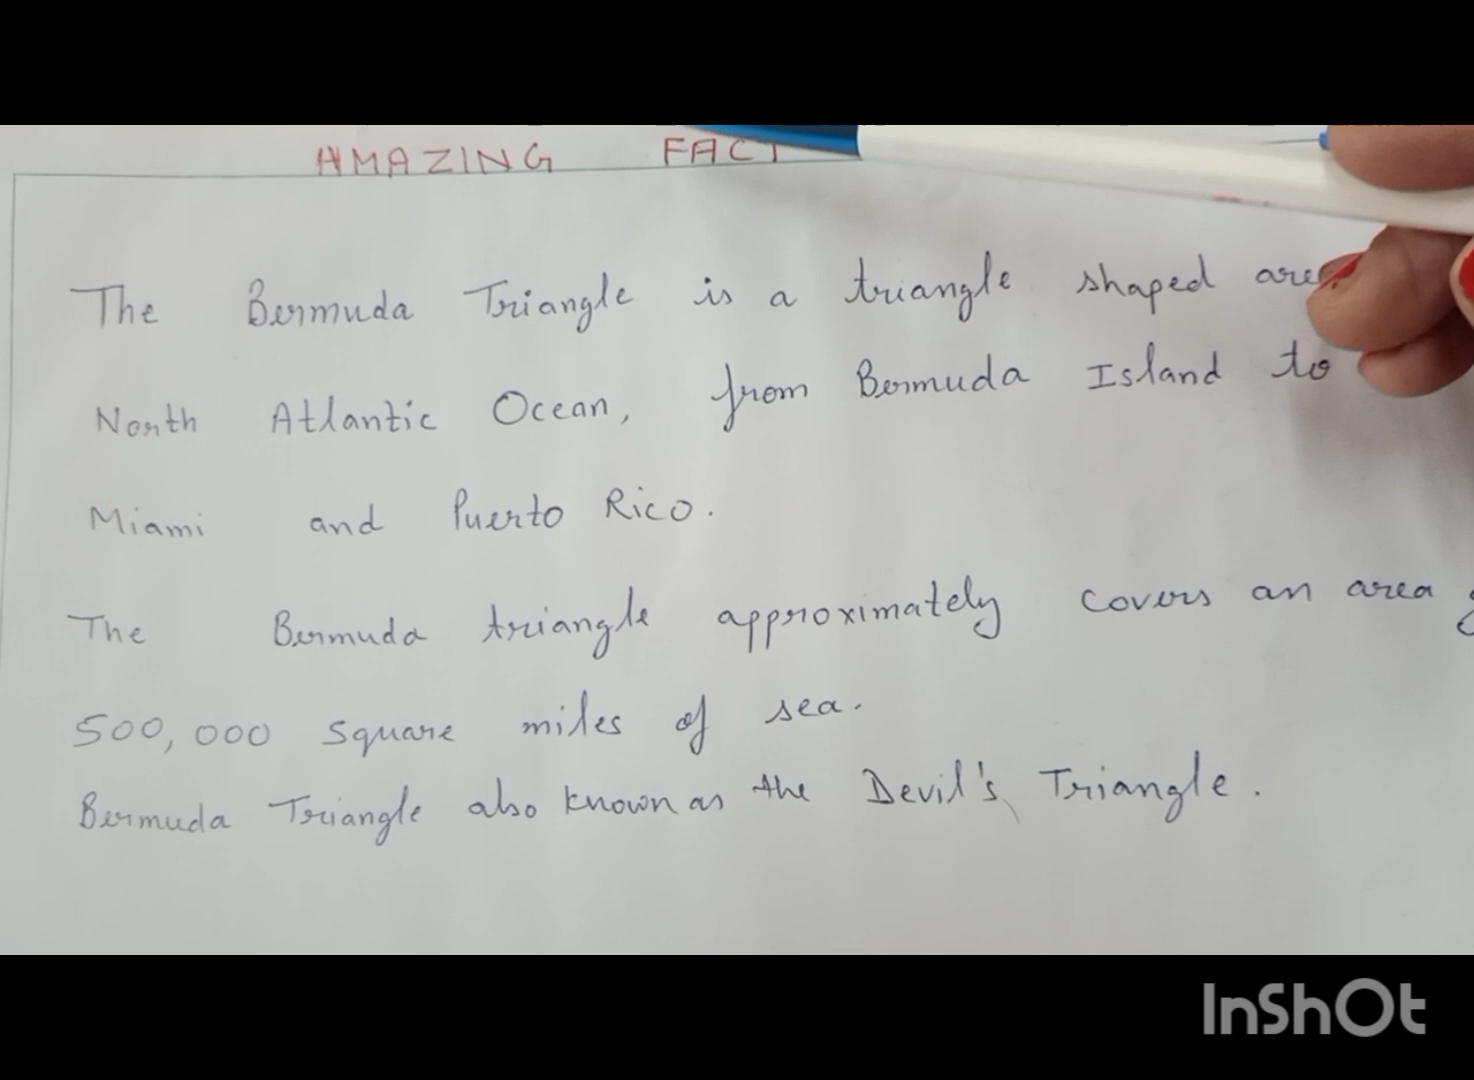 AMAZING FACT
The Bermuda Triangle is a triangle shaped area
North Atlantic Ocean, from Bermuda Island to
Miami and Puerto Rico.
The Bermuda triangle approximately covers an area
500,000 square miles of sea.
Bermuda Triangle also known as the Devil's Triangle.
InShOt